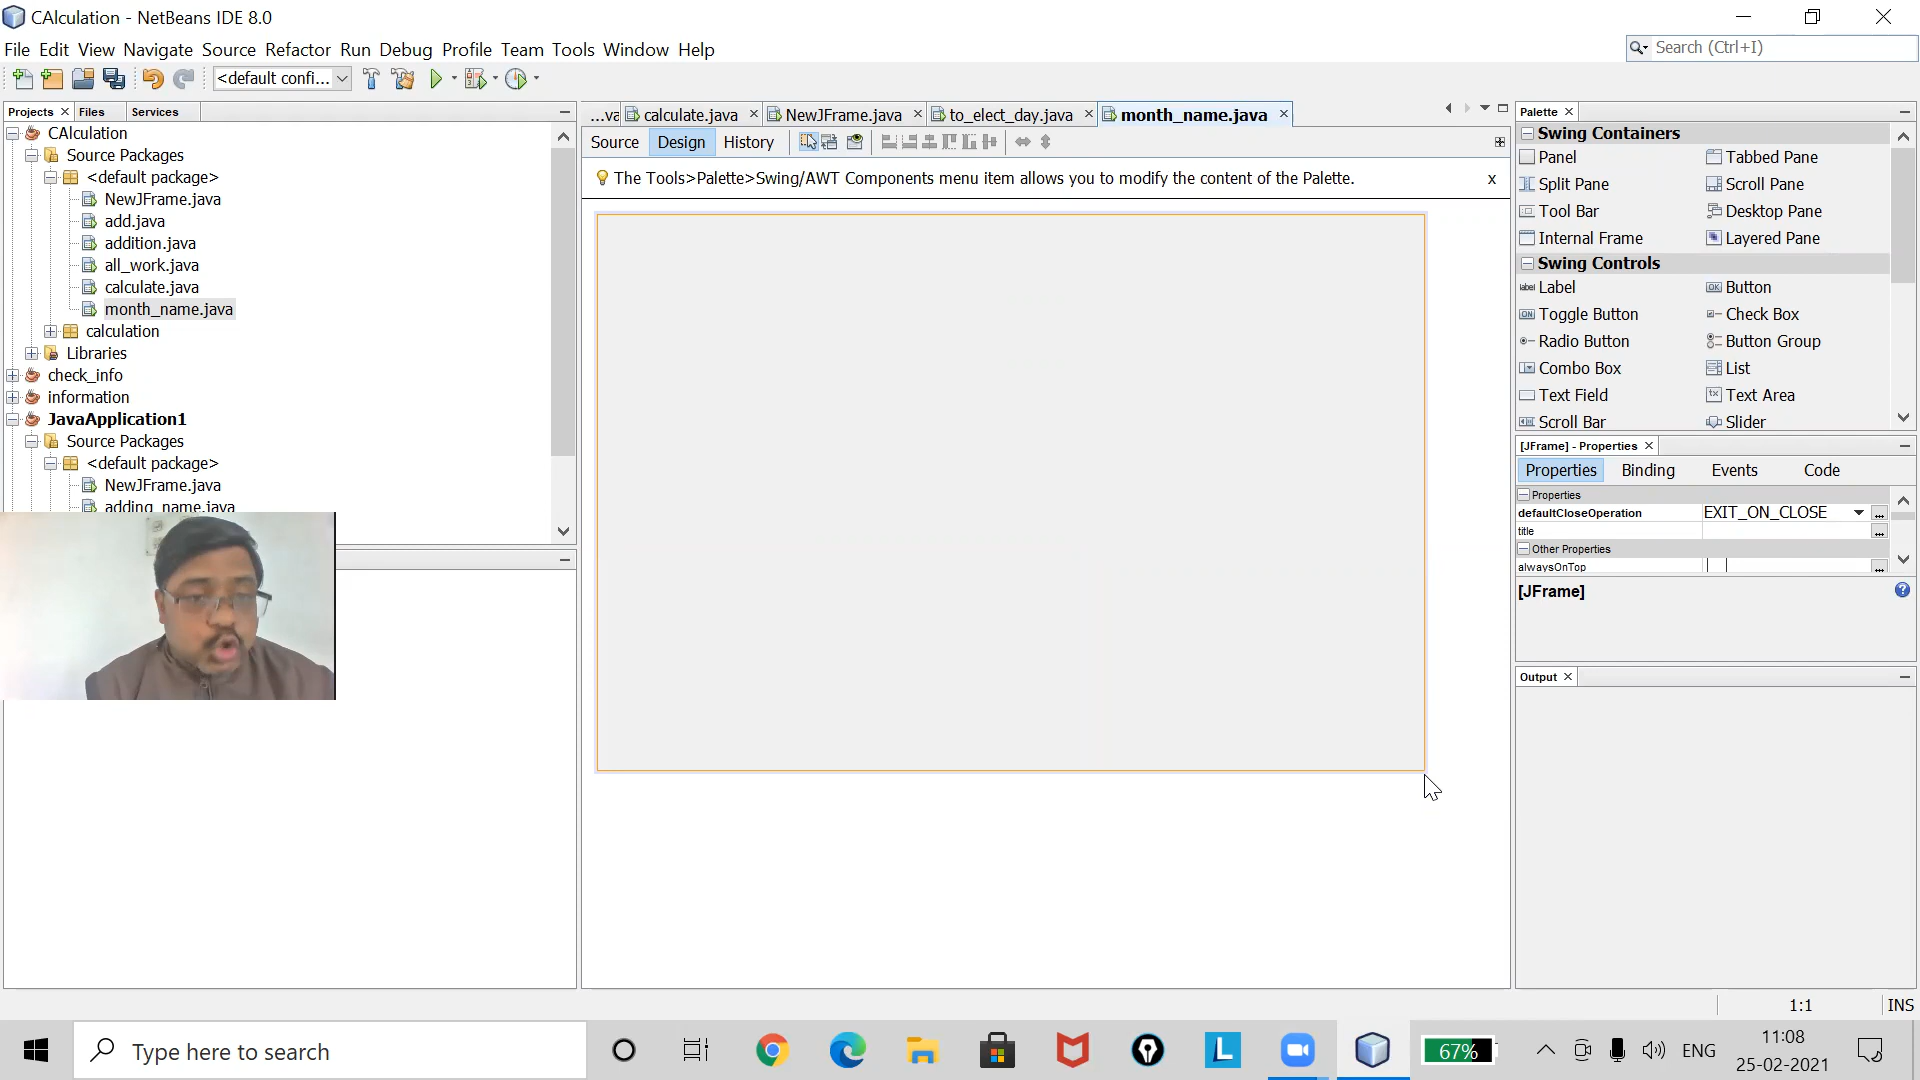 CAlculation - NetBeans IDE 8.0
File Edit View Navigate Source Refactor Run Debug Profile Team Tools Window Help
Search (Ctrl+I)
<default confi...
Projects
Files
Services
CAlculation
Source Packages
<default package>
NewJFrame.java
add.java
addition.java
all_work.java
calculate.java
month_name.java
calculation
Libraries
check_info
information
JavaApplication1
Source Packages
<default package>
NewJFrame.java
adding_name.java
...va
calculate.java
NewJFrame.java
to_elect_day.java
month_name.java
Source
Design
History
The Tools>Palette>Swing/AWT Components menu item allows you to modify the content of the Palette.
x
Palette
Swing Containers
Panel
Tabbed Pane
Split Pane
Scroll Pane
Tool Bar
Desktop Pane
Internal Frame
Layered Pane
Swing Controls
label Label
OK Button
ON Toggle Button
Check Box
Radio Button
Button Group
Combo Box
List
Text Field
Text Area
Scroll Bar
Slider
[JFrame] - Properties
Properties
Binding
Events
Code
Properties
defaultCloseOperation
EXIT_ON_CLOSE
...
title
...
Other Properties
alwaysOnTop
...
[JFrame]
Output
1:1
INS
Type here to search
67%
ENG
11:08
25-02-2021